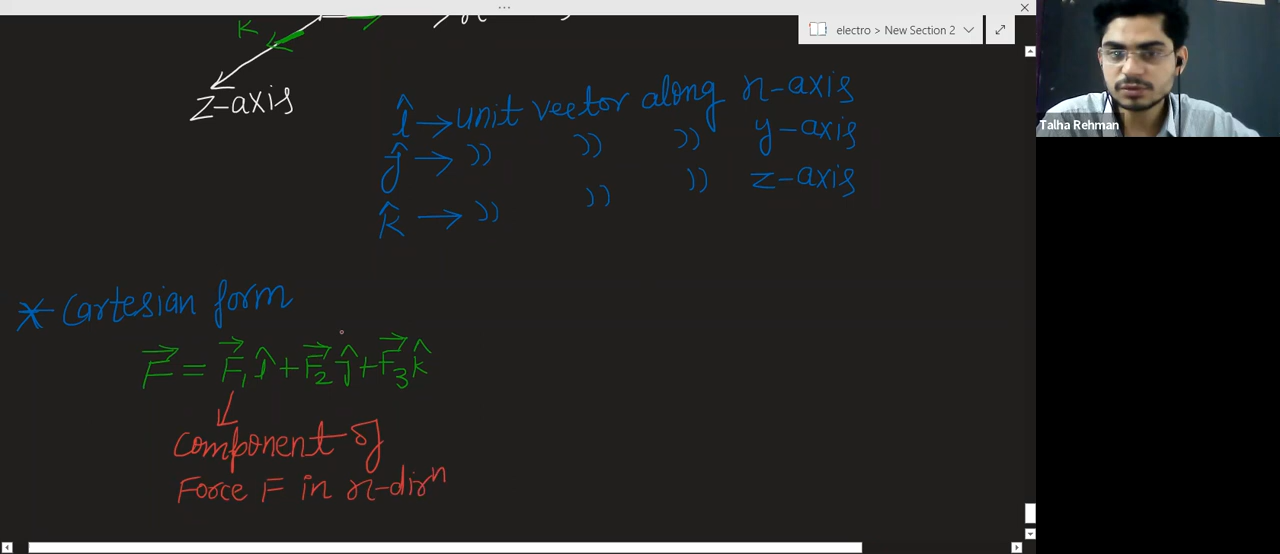 K
electro > New Section 2
Talha Rehman
Z-axis
î → unit vector along x-axis
ĵ → )) )) )) y-axis
k̂ → )) )) )) z-axis
* Cartesian form
F⃗ = F⃗₁ î + F⃗₂ ĵ + F⃗₃ k̂
Component of
Force F in x-dirⁿ